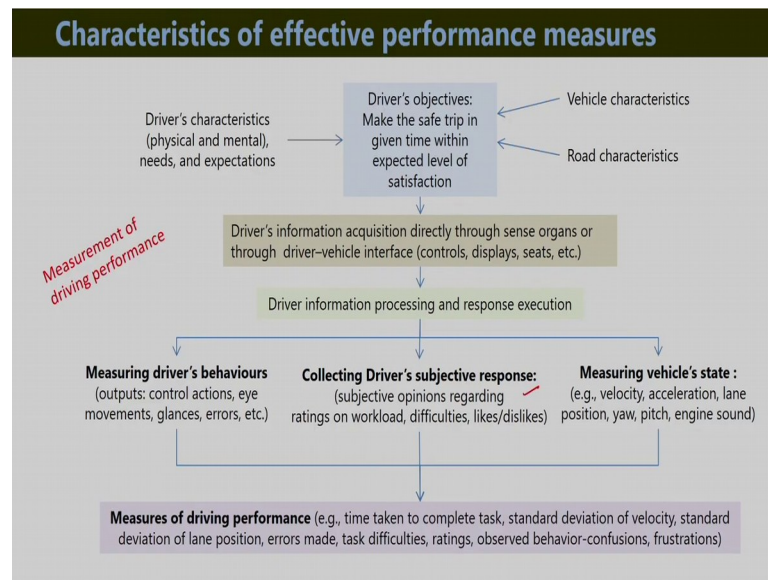 Characteristics of effective performance measures
Driver's characteristics
(physical and mental),
needs, and expectations
Driver's objectives:
Make the safe trip in
given time within
expected level of
satisfaction
Vehicle characteristics
Road characteristics
Measurement of
driving performance
Driver's information acquisition directly through sense organs or
through driver–vehicle interface (controls, displays, seats, etc.)
Driver information processing and response execution
Measuring driver's behaviours
(outputs: control actions, eye
movements, glances, errors, etc.)
Collecting Driver's subjective response:
(subjective opinions regarding
ratings on workload, difficulties, likes/dislikes)
Measuring vehicle's state :
(e.g., velocity, acceleration, lane
position, yaw, pitch, engine sound)
Measures of driving performance (e.g., time taken to complete task, standard deviation of velocity, standard
deviation of lane position, errors made, task difficulties, ratings, observed behavior-confusions, frustrations)